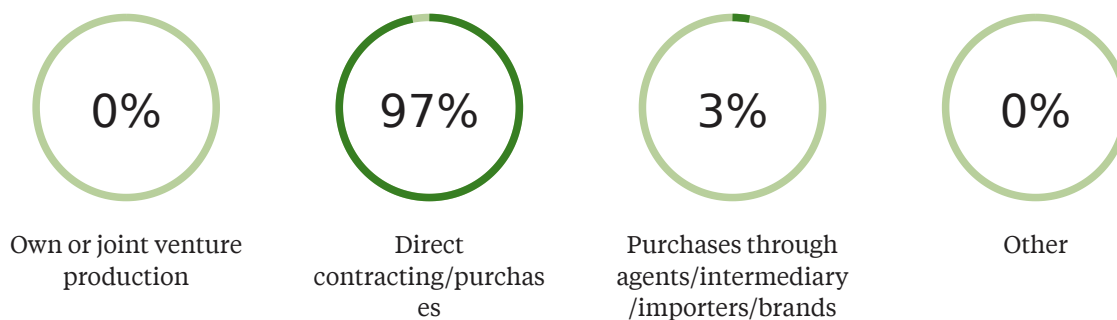 0%
97%
3%
0%
Own or joint venture
production
Direct
contracting/purchas
es
Purchases through
agents/intermediary
/importers/brands
Other